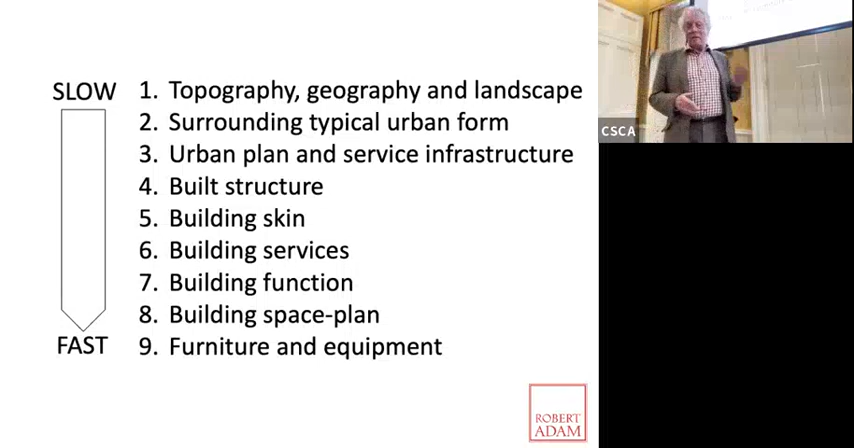 SLOW
1. Topography, geography and landscape
2. Surrounding typical urban form
3. Urban plan and service infrastructure
4. Built structure
5. Building skin
6. Building services
7. Building function
8. Building space-plan
FAST
9. Furniture and equipment
ROBERT
ADAM
CSCA